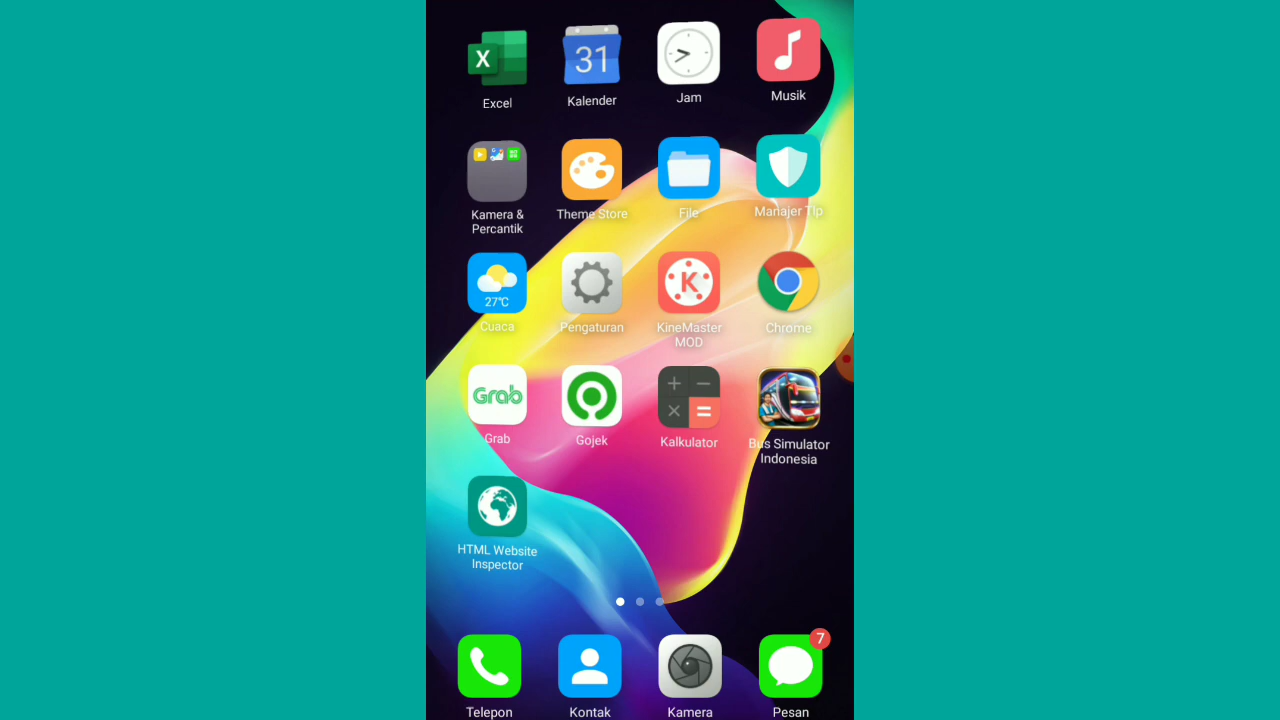 X
31
Excel
Kalender
Jam
Musik
Kamera &
Percantik
Theme Store
File
Manajer Tlp
27°C
Cuaca
Pengaturan
K
KineMaster
MOD
Chrome
Grab
Grab
Gojek
Kalkulator
Bus Simulator
Indonesia
HTML Website
Inspector
7
Telepon
Kontak
Kamera
Pesan